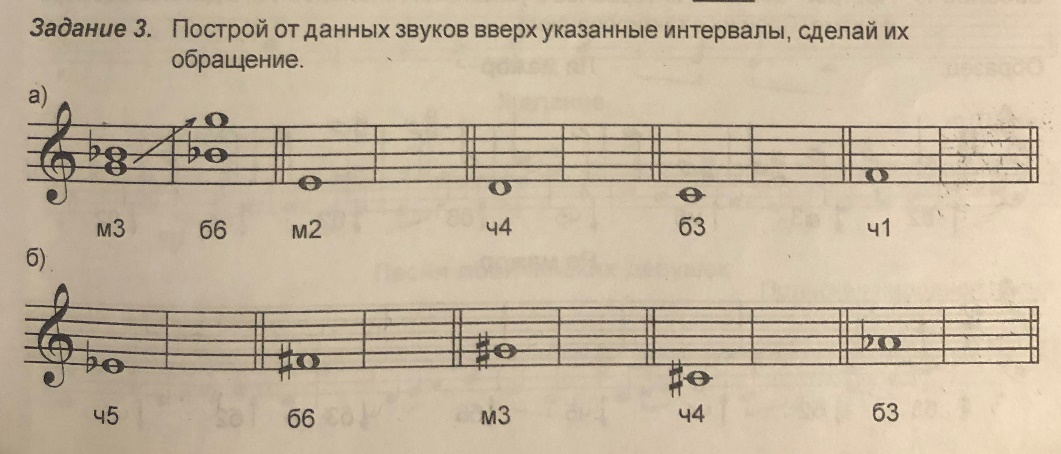 Задание 3. Построй от данных звуков вверх указанные интервалы, сделай их
обращение.
а)
м3 б6 м2 ч4 б3 ч1
б)
ч5 б6 м3 ч4 б3